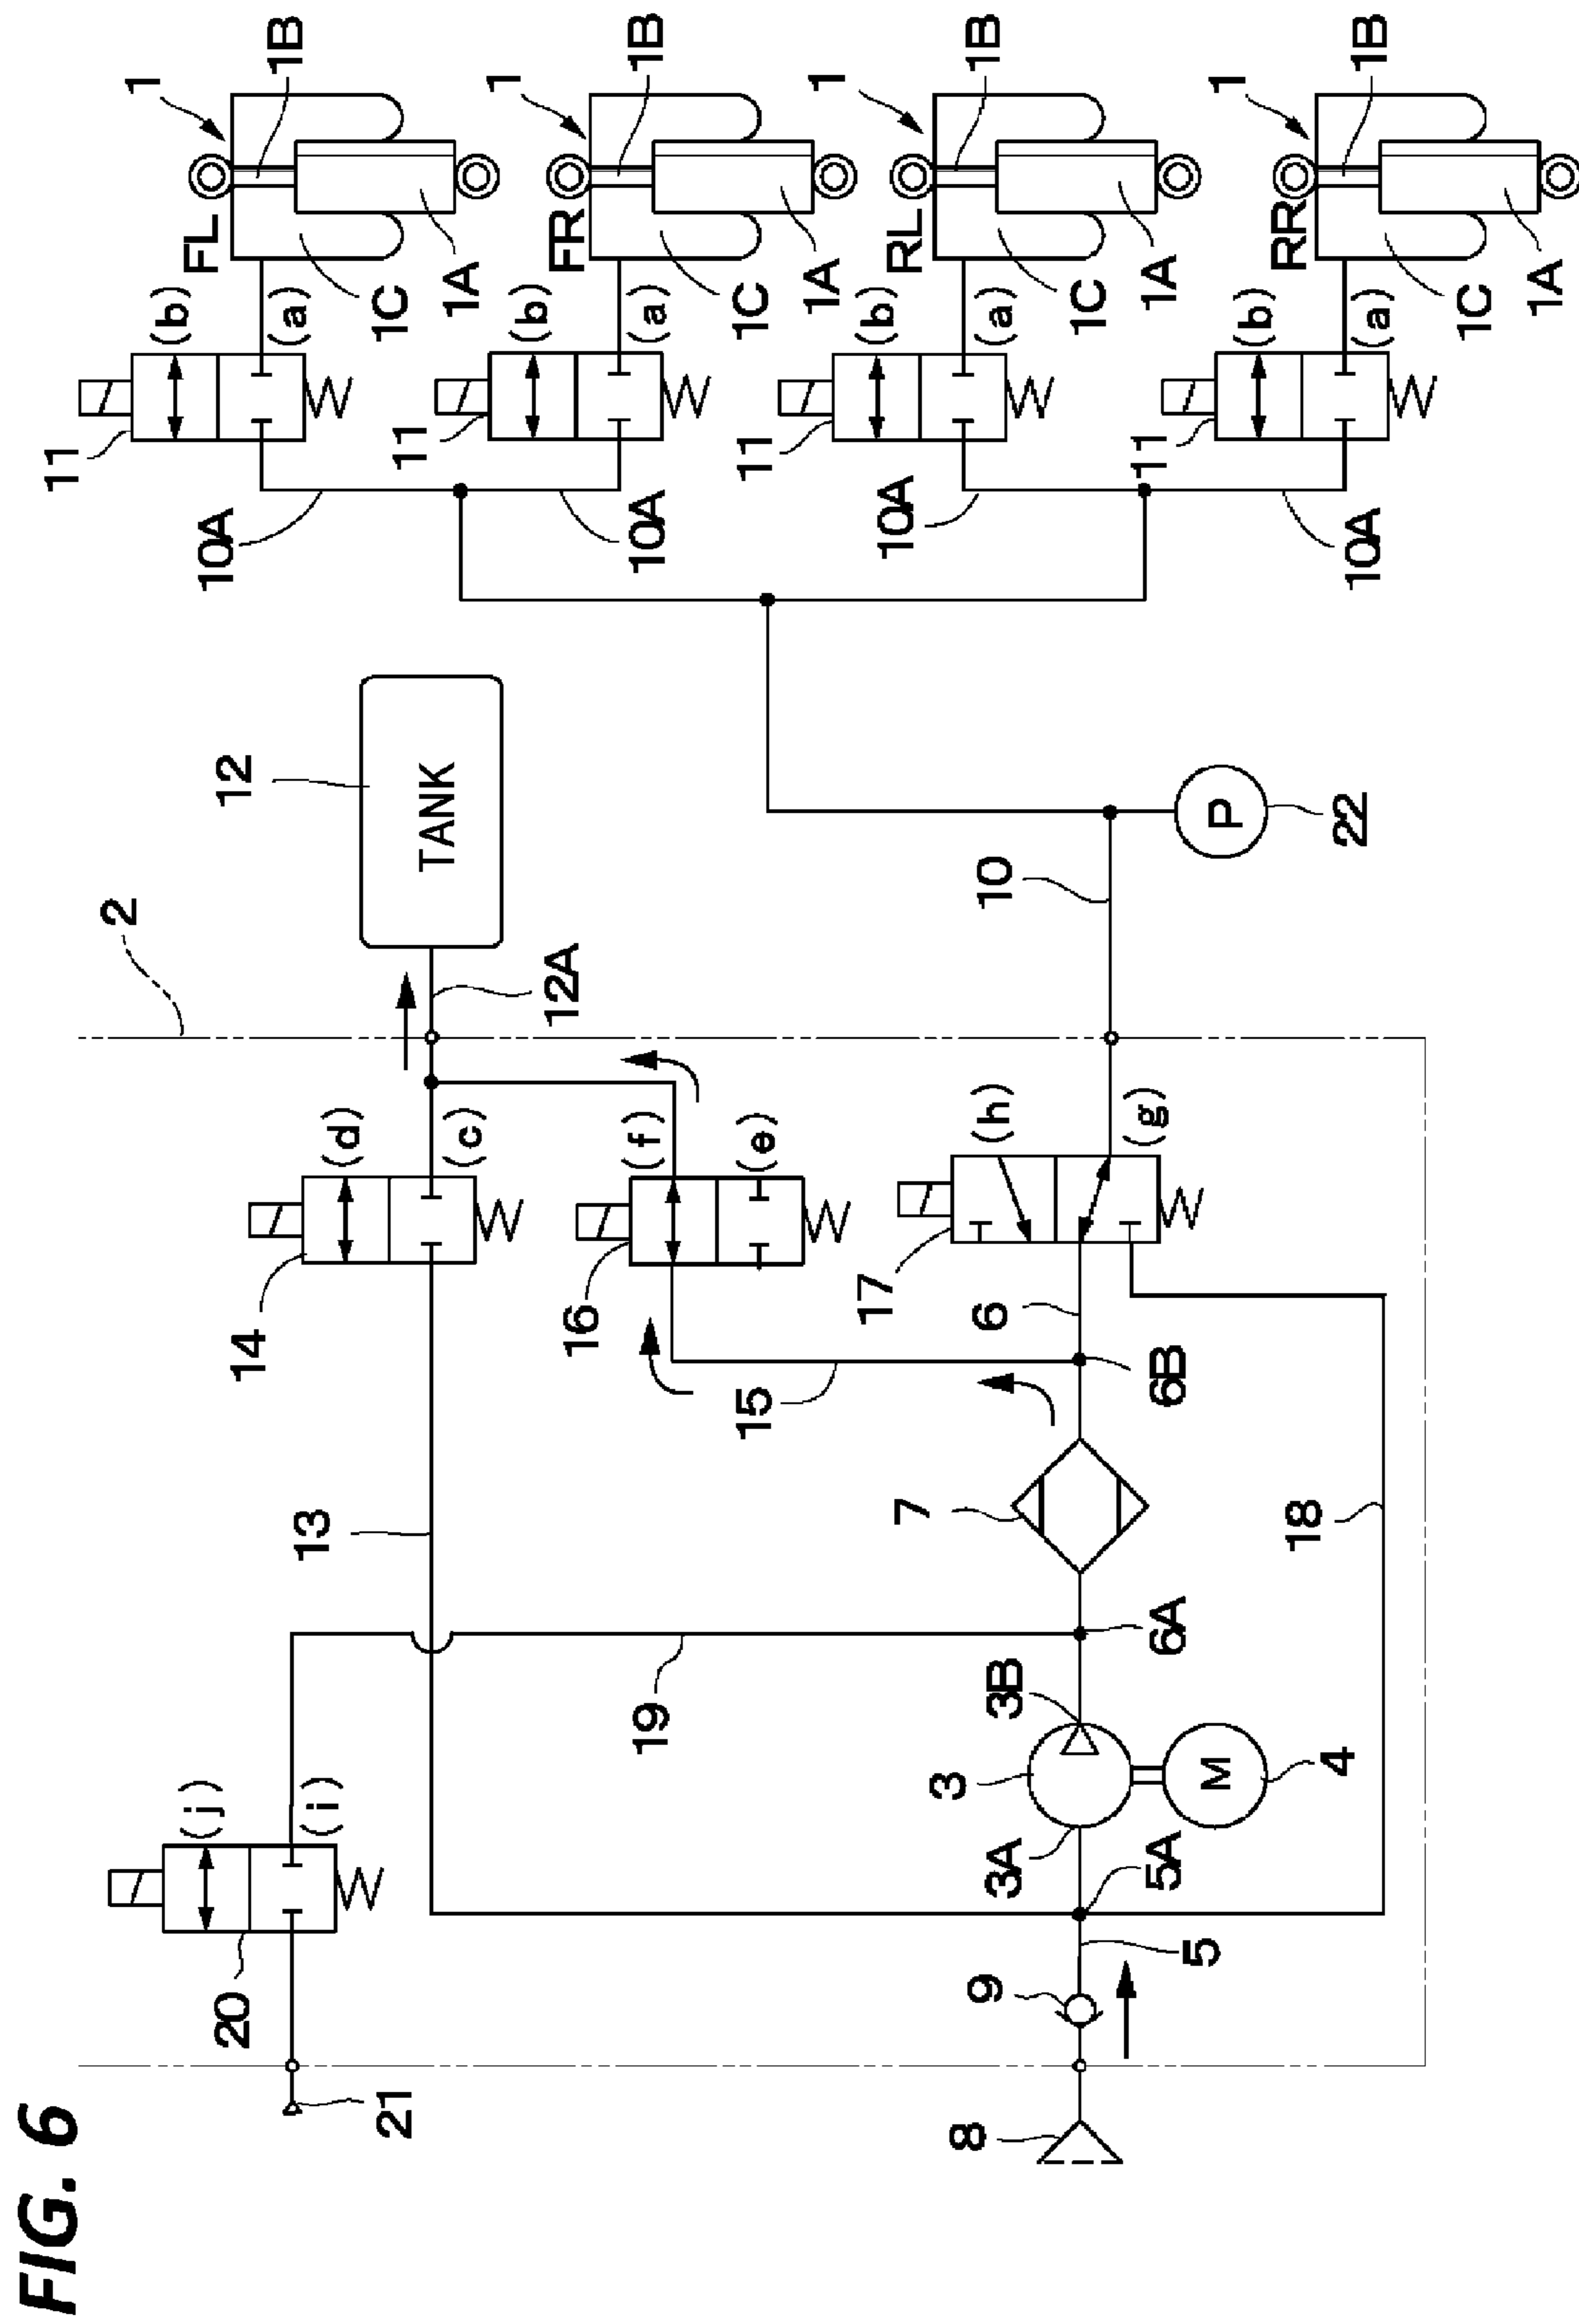 FIG. 6
2
11
(b)
FL
1
1B
10A
(a)
1C
1A
11
(b)
FR
1
1B
10A
(a)
1C
1A
11
(b)
RL
1
1B
10A
(a)
1C
1A
11
(b)
RR
1
1B
10A
(a)
1C
1A
12
TANK
12A
14
(d)
(c)
13
16
(f)
(e)
15
17
(h)
(g)
10
P
22
6
6B
7
6A
18
19
20
(j)
(i)
21
3
3A
3B
M
4
5A
5
9
8